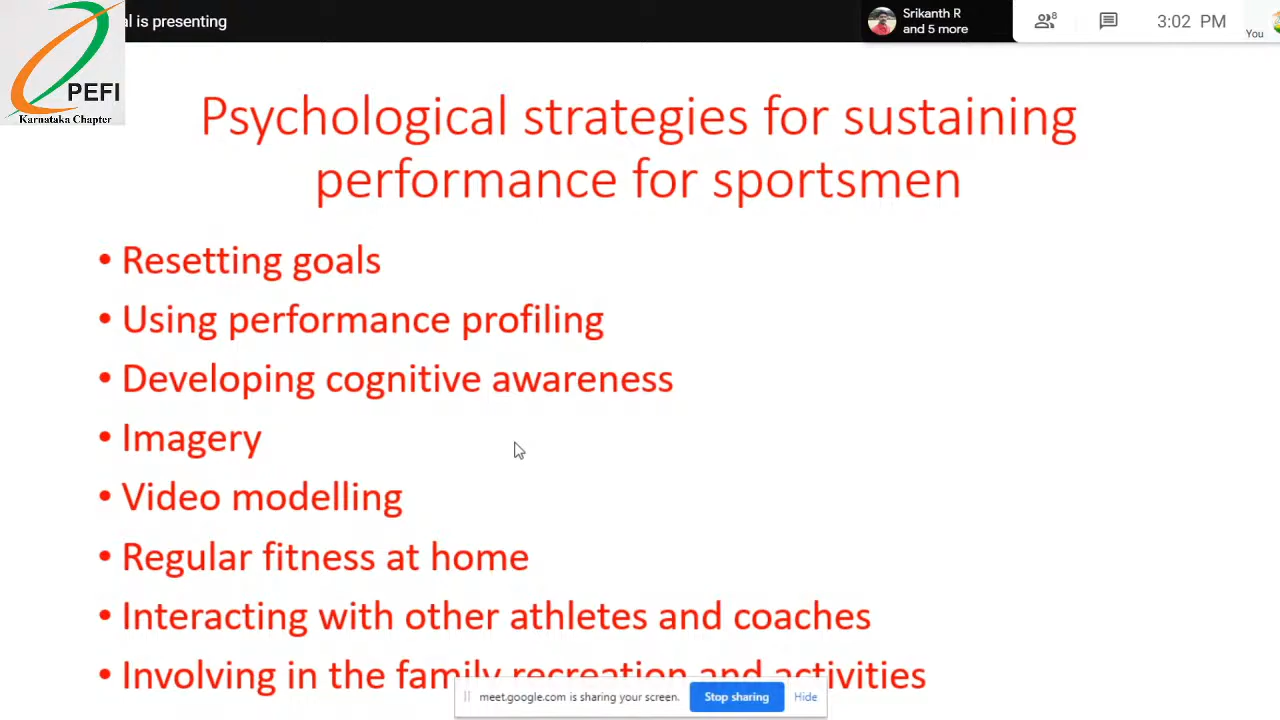 al is presenting
Srikanth R
and 5 more
8
3:02 PM
You
PEFI
Karnataka Chapter
Psychological strategies for sustaining
performance for sportsmen
• Resetting goals
• Using performance profiling
• Developing cognitive awareness
• Imagery
• Video modelling
• Regular fitness at home
• Interacting with other athletes and coaches
• Involving in the family recreation and activities
meet.google.com is sharing your screen.
Stop sharing
Hide